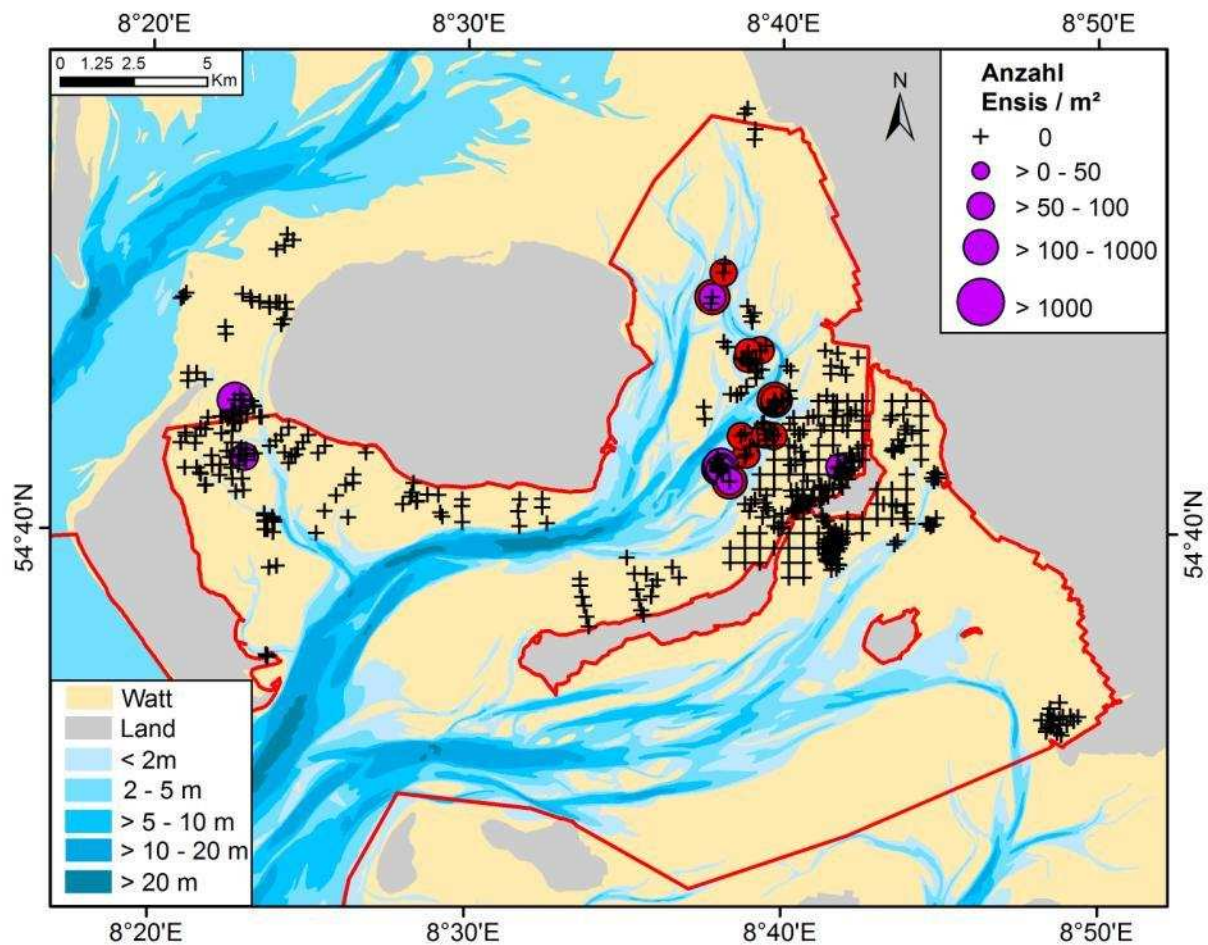 8°20'E
8°30'E
8°40'E
8°50'E
0 1.25 2.5 5
Km
N
Anzahl
Ensis / m²
0
> 0 - 50
> 50 - 100
> 100 - 1000
> 1000
54°40'N
54°40'N
Watt
Land
< 2m
2 - 5 m
> 5 - 10 m
> 10 - 20 m
> 20 m
8°20'E
8°30'E
8°40'E
8°50'E